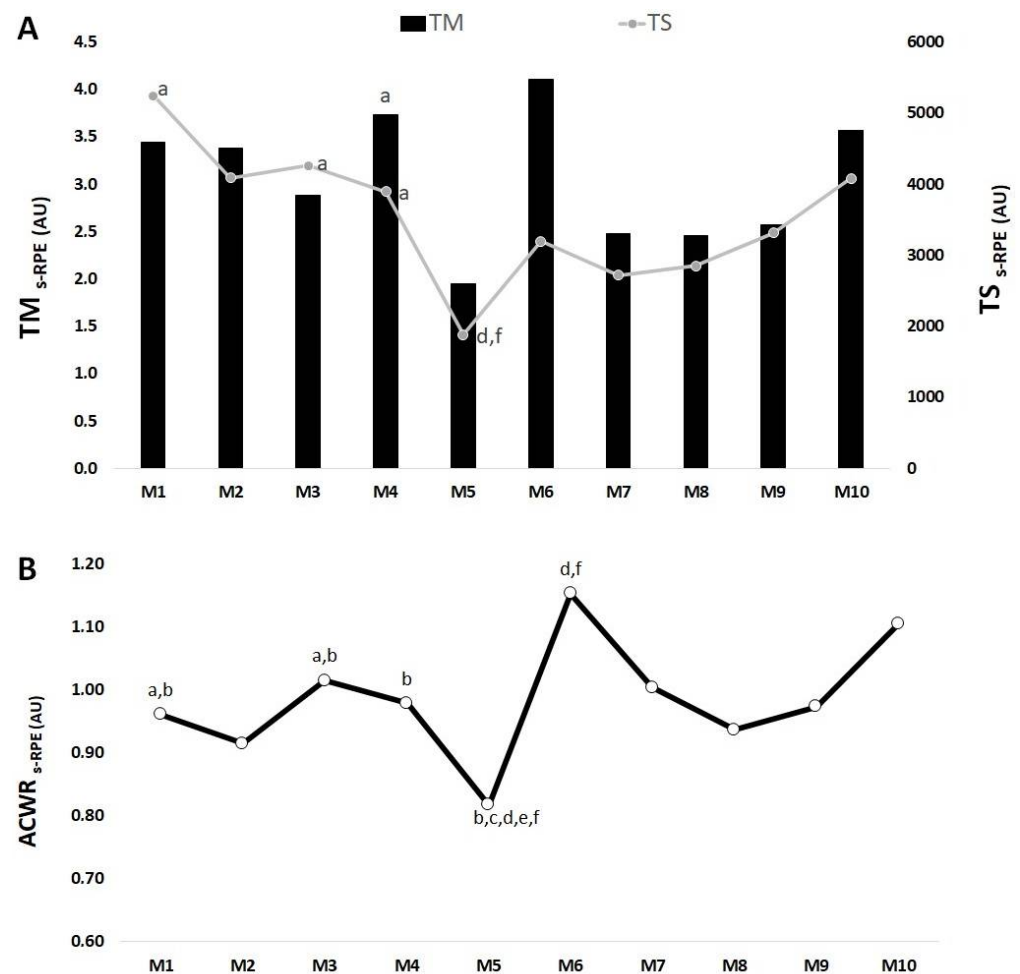 A
TM TS
4.5
4.0
3.5
3.0
2.5
2.0
1.5
1.0
0.5
0.0
6000
5000
4000
3000
2000
1000
0
TM s-RPE (AU)
TS s-RPE (AU)
a
a
a
a
d,f
M1 M2 M3 M4 M5 M6 M7 M8 M9 M10
B
1.20
1.10
1.00
0.90
0.80
0.70
0.60
ACWR s-RPE (AU)
a,b
a,b
b
b,c,d,e,f
d,f
M1 M2 M3 M4 M5 M6 M7 M8 M9 M10